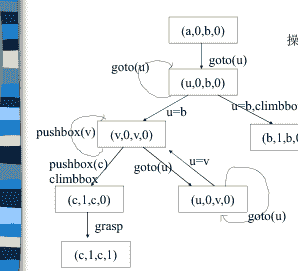 (a,0,b,0)
操
goto(u)
goto(u)
(u,0,b,0)
u=b
u=b,climbbo
pushbox(v)
(v,0,v,0)
(b,1,b,0
pushbox(c)
climbbox
goto(u)
u=v
(c,1,c,0)
(u,0,v,0)
goto(u)
grasp
(c,1,c,1)